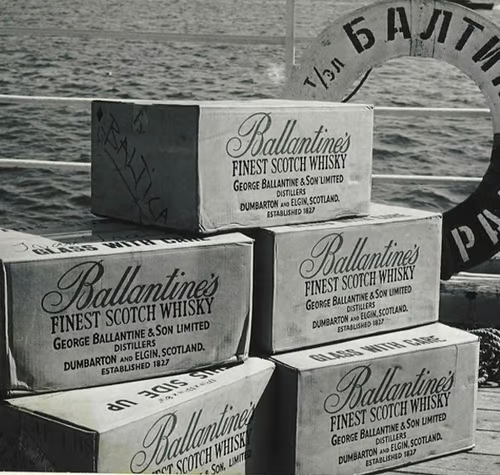 т/эл БАЛТИ
РА
BALTICA
Ballantine's
FINEST SCOTCH WHISKY
GEORGE BALLANTINE & SON LIMITED
DISTILLERS
DUMBARTON AND ELGIN, SCOTLAND.
ESTABLISHED 1827
GLASS WITH CARE
Ballantine's
FINEST SCOTCH WHISKY
GEORGE BALLANTINE & SON LIMITED
DISTILLERS
DUMBARTON AND ELGIN, SCOTLAND.
ESTABLISHED 1827
Ballantine's
FINEST SCOTCH WHISKY
GEORGE BALLANTINE & SON LIMITED
DISTILLERS
DUMBARTON AND ELGIN, SCOTLAND.
ESTABLISHED 1827
THIS SIDE UP
Ballantine's
FINEST SCOTCH WHISKY
GEORGE BALLANTINE & SON, LIMITED
GLASS WITH CARE
Ballantine's
FINEST SCOTCH WHISKY
GEORGE BALLANTINE & SON LIMITED
DISTILLERS
DUMBARTON AND ELGIN, SCOTLAND.
ESTABLISHED 1827